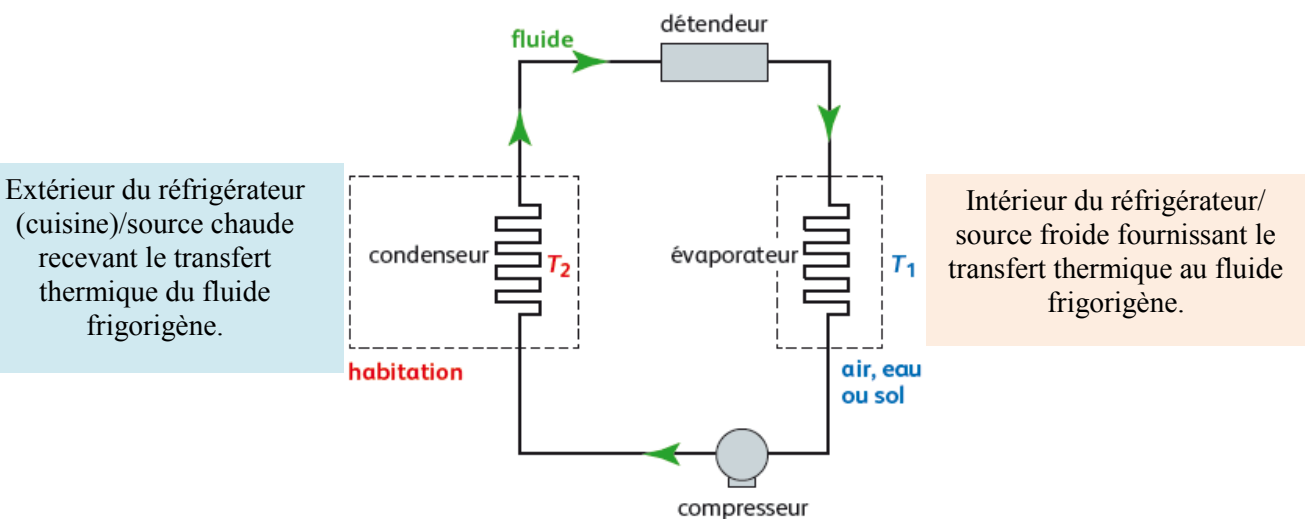 détendeur
fluide
Extérieur du réfrigérateur
(cuisine)/source chaude
recevant le transfert
thermique du fluide
frigorigène.
condenseur
T2
habitation
évaporateur
T1
air, eau
ou sol
Intérieur du réfrigérateur/
source froide fournissant le
transfert thermique au fluide
frigorigène.
compresseur